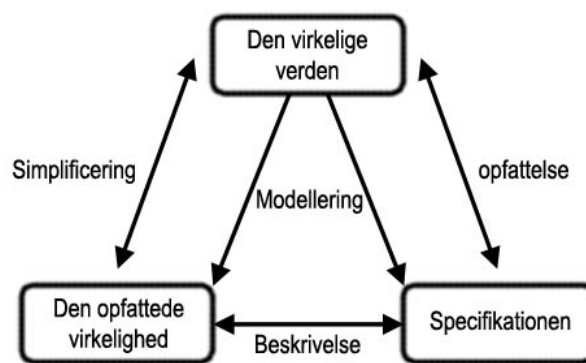 Den virkelige
verden
Simplificering
opfattelse
Modellering
Den opfattede
virkelighed
Specifikationen
Beskrivelse